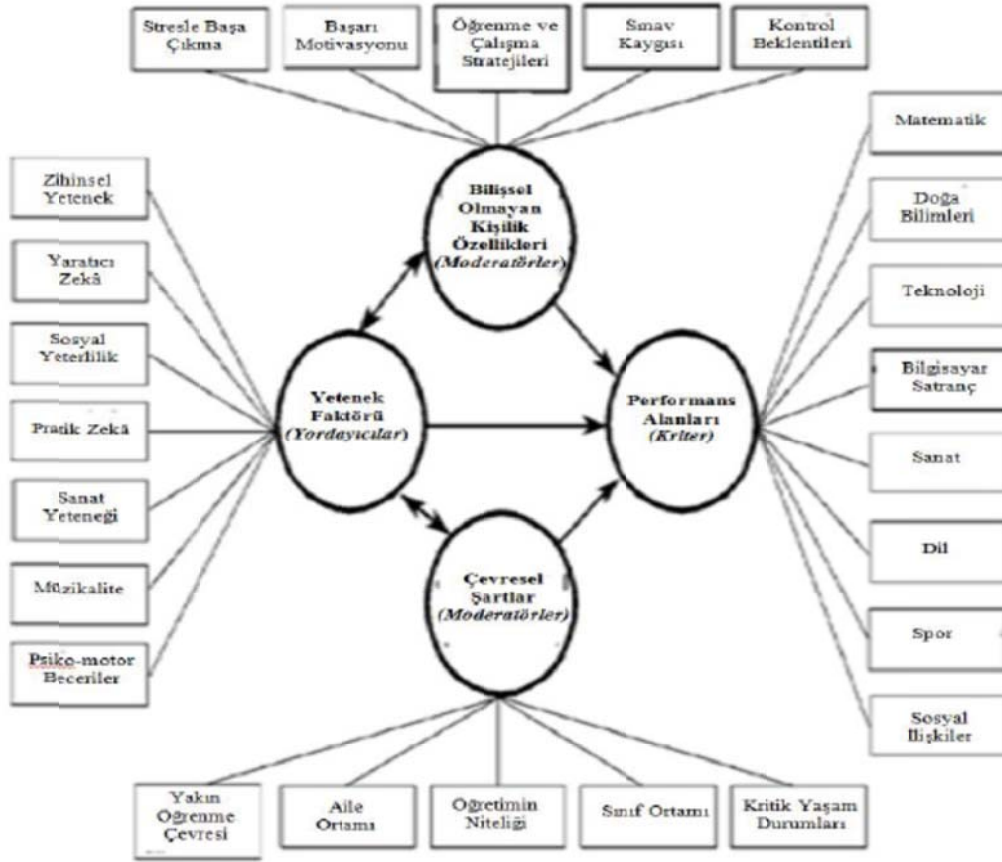 Stresle Başa
Çıkma
Başarı
Motivasyonu
Öğrenme ve
Çalışma
Stratejileri
Sınav
Kaygısı
Kontrol
Beklentileri
Zihinsel
Yetenek
Yaratıcı
Zekâ
Sosyal
Yeterlilik
Pratik Zekâ
Sanat
Yeteneği
Müzikalite
Psiko-motor
Beceriler
Bilişsel
Olmayan
Kişilik
Özellikleri
(Moderatörler)
Yetenek
Faktörü
(Yordayıcılar)
Performans
Alanları
(Kriter)
Çevresel
Şartlar
(Moderatörler)
Matematik
Doğa
Bilimleri
Teknoloji
Bilgisayar
Satranç
Sanat
Dil
Spor
Sosyal
İlişkiler
Yakın
Öğrenme
Çevresi
Aile
Ortamı
Öğretimin
Niteliği
Sınıf Ortamı
Kritik Yaşam
Durumları